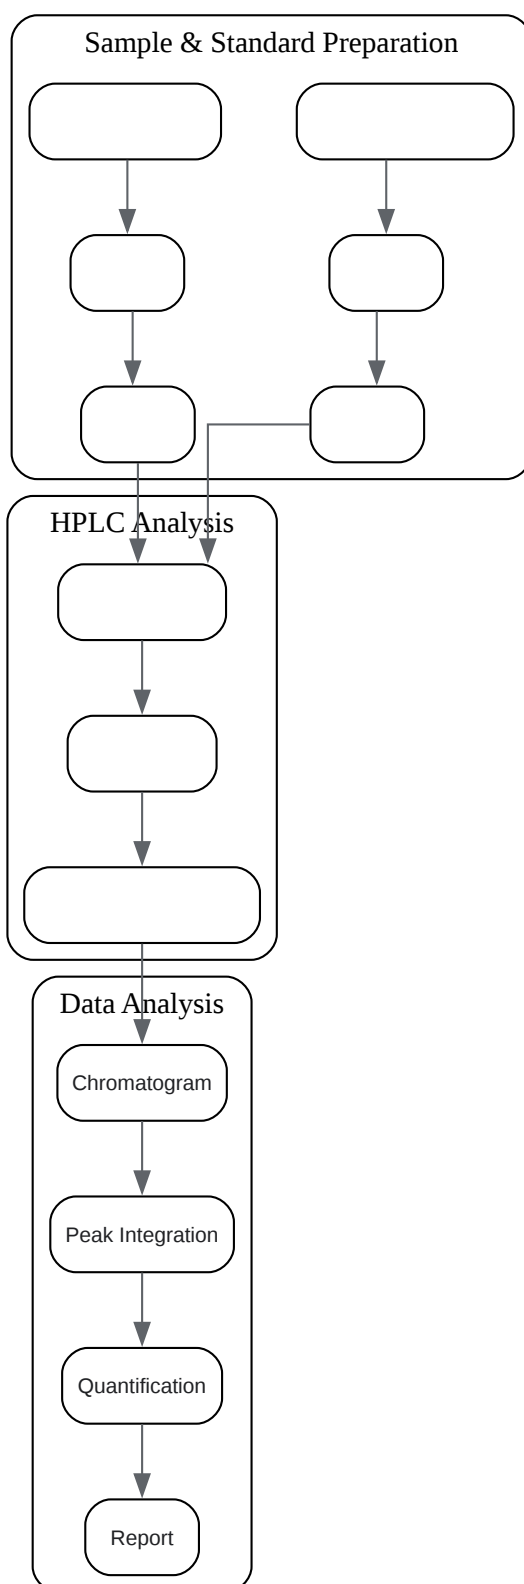 Sample & Standard Preparation
HPLC Analysis
Data Analysis
Chromatogram
Peak Integration
Quantification
Report